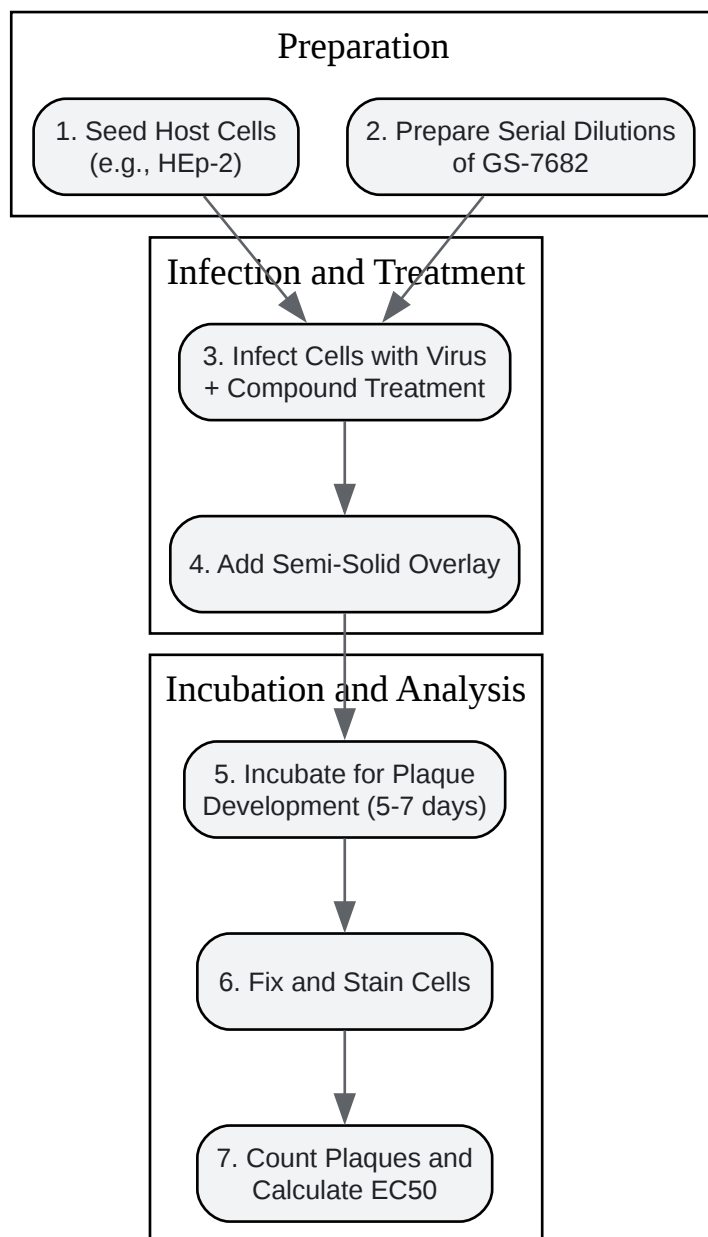 Preparation
1. Seed Host Cells
(e.g., HEp-2)
2. Prepare Serial Dilutions
of GS-7682
Infection and Treatment
3. Infect Cells with Virus
+ Compound Treatment
4. Add Semi-Solid Overlay
Incubation and Analysis
5. Incubate for Plaque
Development (5-7 days)
6. Fix and Stain Cells
7. Count Plaques and
Calculate EC50